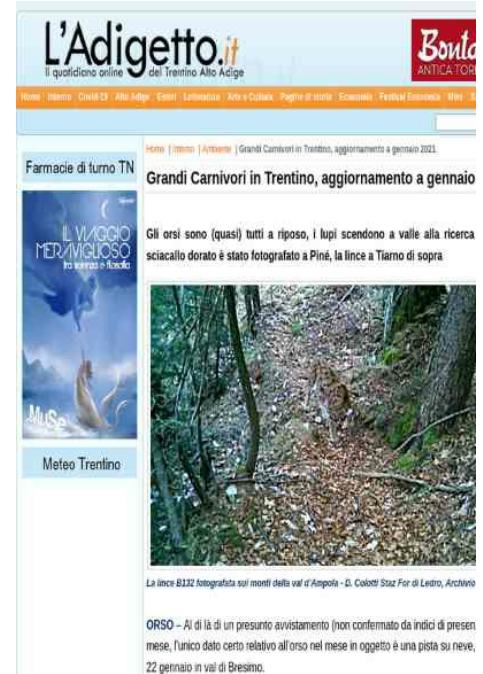 L'Adigetto.it
Il quotidiano online del Trentino Alto Adige
Bonta
ANTICA TOR
Home Interno Covid-19 Alto Adige Esteri Letteratura Arte e Cultura Pagine di storia Economia Festival Economia
Home | Interno | Ambiente | Grandi Carnivori in Trentino, aggiornamento a gennaio 2021
Farmacie di turno TN
Grandi Carnivori in Trentino, aggiornamento a gennaio
IL VIAGGIO
MERAVIGLIOSO
tra scienza e filosofia
MUSe
Meteo Trentino
Gli orsi sono (quasi) tutti a riposo, i lupi scendono a valle alla ricerca
sciacallo dorato è stato fotografato a Piné, la lince a Tiarno di sopra
La lince B132 fotografata sui monti della val d'Ampola - D. Colotti Staz For di Ledro, Archivio
ORSO – Al di là di un presunto avvistamento (non confermato da indici di presen
mese, l'unico dato certo relativo all'orso nel mese in oggetto è una pista su neve,
22 gennaio in val di Bresimo.